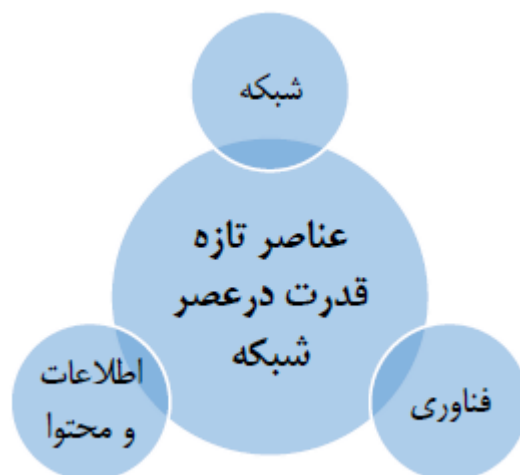 شبکه
عناصر تازه
قدرت درعصر
شبکه
فناوری
اطلاعات
و محتوا